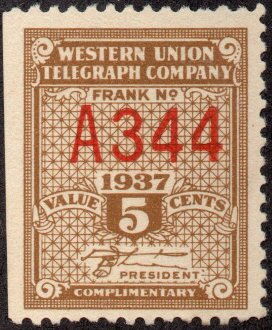 WESTERN UNION
TELEGRAPH COMPANY
FRANK NO
A344
1937
VALUE 5 CENTS
PRESIDENT
COMPLIMENTARY